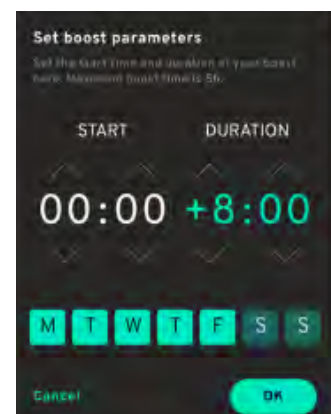 Set boost parameters
Set the start time and duration of your boost
here. Maximum boost time is
START DURATION
00:00 +8:00
M T W T F S S
Cancel OK